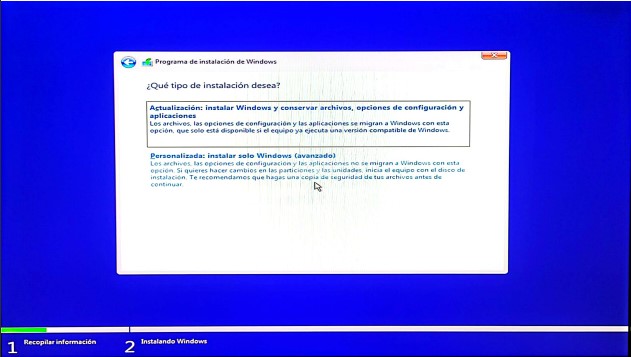 Programa de instalación de Windows
¿Qué tipo de instalación desea?
Actualización: instalar Windows y conservar archivos, opciones de configuración y
aplicaciones
Los archivos, las opciones de configuración y las aplicaciones se migran a Windows con esta
opción, que solo está disponible si el equipo ya ejecuta una versión compatible de Windows.
Personalizada: instalar solo Windows (avanzado)
Los archivos, las opciones de configuración y las aplicaciones no se migran a Windows con esta
opción. Si quieres hacer cambios en las particiones y las unidades, inicia el equipo con el disco de
instalación. Te recomendamos que hagas una copia de seguridad de tus archivos antes de
continuar.
1 Recopilar información
2 Instalando Windows